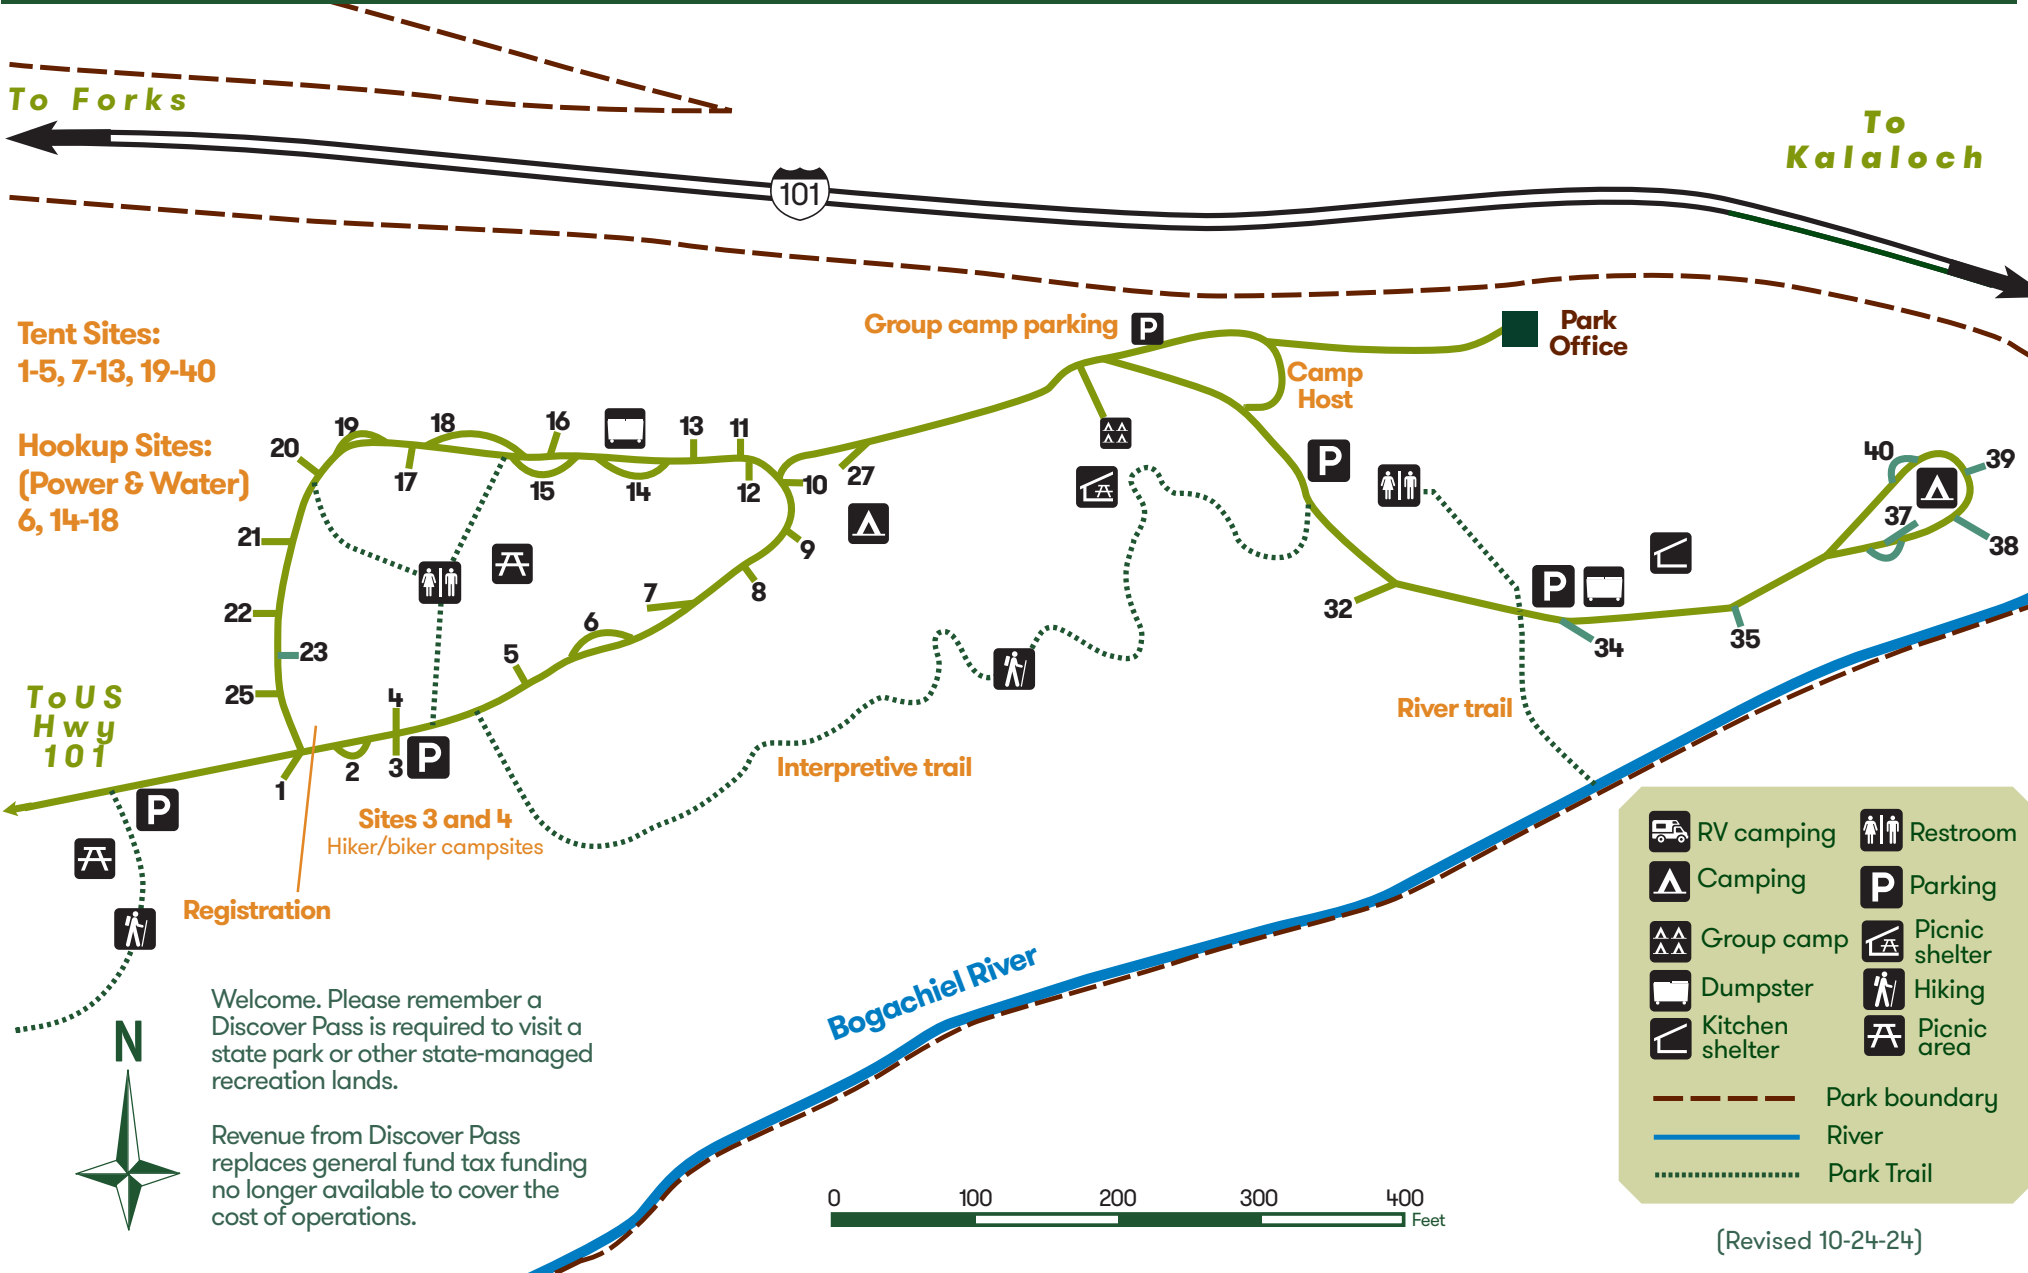 To Forks
To
Kalaloch
101
Tent Sites:
1-5, 7-13, 19-40
Hookup Sites:
(Power & Water)
6, 14-18
Group camp parking
P
Park
Office
Camp
Host
20
19
18
17
16
15
14
13
11
12
10
27
9
8
7
6
5
21
22
23
25
4
3
2
1
P
P
P
P
32
34
35
40
39
37
38
To US
Hwy
101
Sites 3 and 4
Hiker/biker campsites
Registration
Interpretive trail
River trail
Bogachiel River
Welcome. Please remember a
Discover Pass is required to visit a
state park or other state-managed
recreation lands.
Revenue from Discover Pass
replaces general fund tax funding
no longer available to cover the
cost of operations.
N
0 100 200 300 400
Feet
RV camping
Restroom
Camping
P
Parking
Group camp
Picnic
shelter
Dumpster
Hiking
Kitchen
shelter
Picnic
area
Park boundary
River
Park Trail
(Revised 10-24-24)